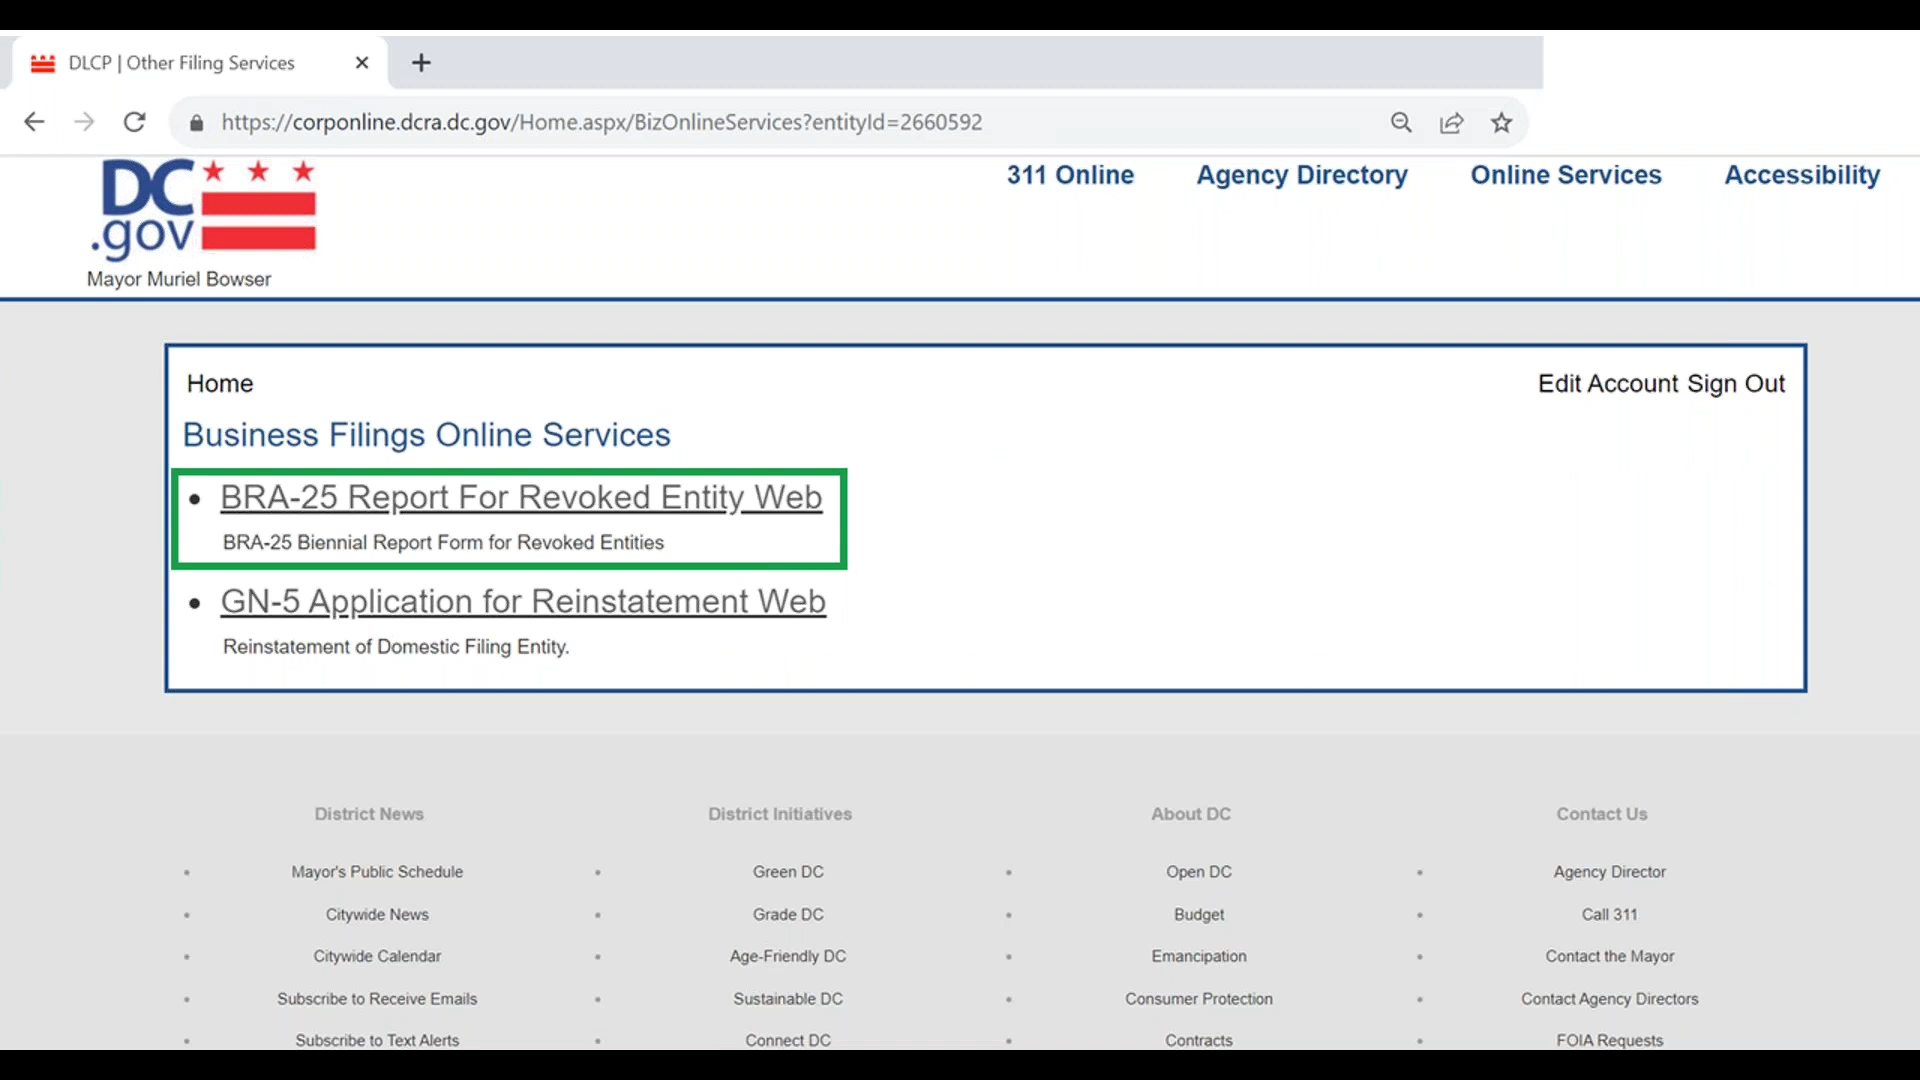 DLCP | Other Filing Services
https://corponline.dcra.dc.gov/Home.aspx/BizOnlineServices?entityId=2660592
DC
.gov
Mayor Muriel Bowser
311 Online Agency Directory Online Services Accessibility
Home Edit Account Sign Out
Business Filings Online Services
BRA-25 Report For Revoked Entity Web
BRA-25 Biennial Report Form for Revoked Entities
GN-5 Application for Reinstatement Web
Reinstatement of Domestic Filing Entity.
District News District Initiatives About DC Contact Us
Mayor's Public Schedule Green DC Open DC Agency Director
Citywide News Grade DC Budget Call 311
Citywide Calendar Age-Friendly DC Emancipation Contact the Mayor
Subscribe to Receive Emails Sustainable DC Consumer Protection Contact Agency Directors
Subscribe to Text Alerts Connect DC Contracts FOIA Requests